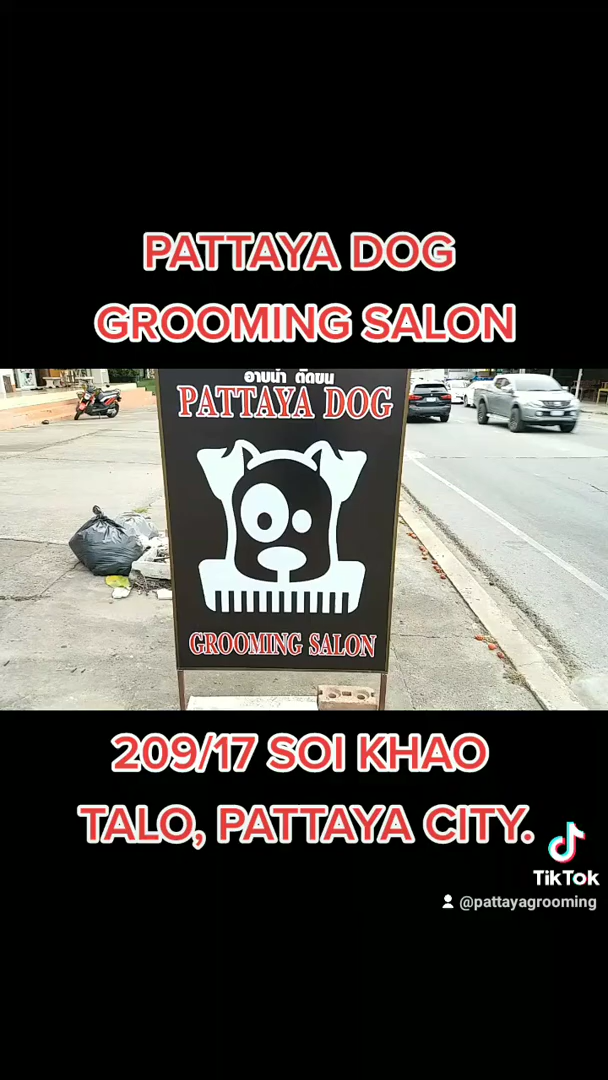 PATTAYA DOG
GROOMING SALON
อาบน้ำ ตัดขน
PATTAYA DOG
GROOMING SALON
209/17 SOI KHAO
TALO, PATTAYA CITY.
TikTok
@pattayagrooming